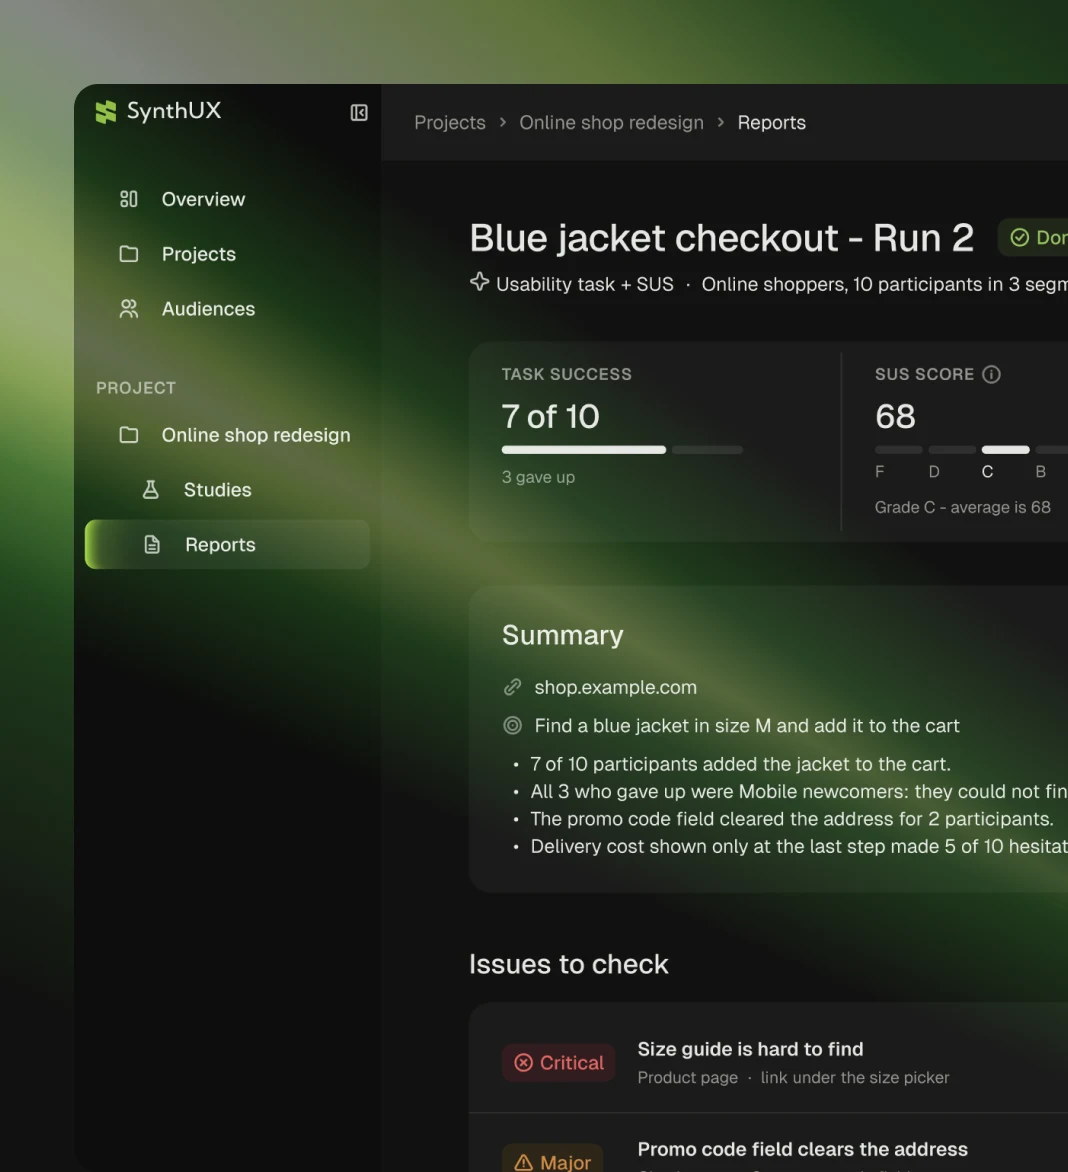 SynthUX
Projects > Online shop redesign > Reports
Overview
Projects
Audiences
PROJECT
Online shop redesign
Studies
Reports
Blue jacket checkout - Run 2
Usability task + SUS · Online shoppers, 10 participants in 3
TASK SUCCESS
7 of 10
3 gave up
SUS SCORE
68
F D C B
Grade C - average is 68
Summary
shop.example.com
Find a blue jacket in size M and add it to the cart
• 7 of 10 participants added the jacket to the cart.
• All 3 who gave up were Mobile newcomers: they could not
• The promo code field cleared the address for 2 participants.
• Delivery cost shown only at the last step made 5 of 10
Issues to check
Critical
Size guide is hard to find
Product page · link under the size picker
Major
Promo code field clears the address